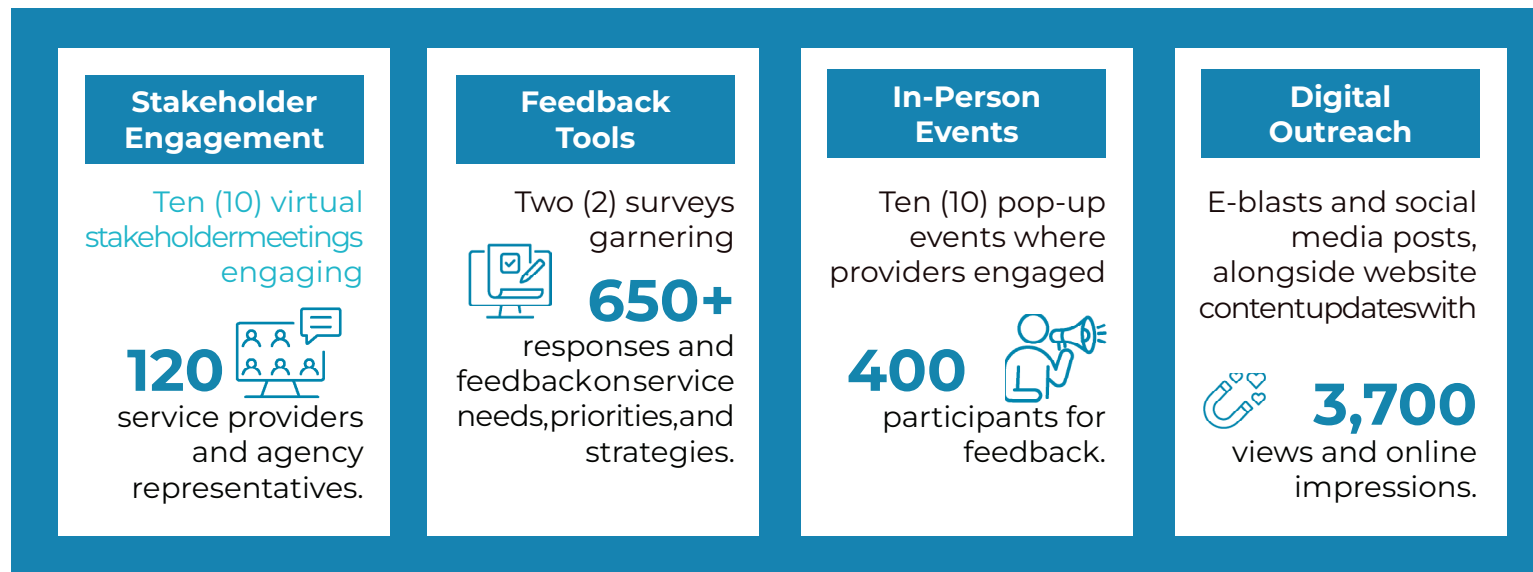 Stakeholder
Engagement
Ten (10) virtual
stakeholdermeetings
engaging
120
service providers
and agency
representatives.
Feedback
Tools
Two (2) surveys
garnering
650+
responses and
feedbackonservice
needs,priorities,and
strategies.
In-Person
Events
Ten (10) pop-up
events where
providers engaged
400
participants for
feedback.
Digital
Outreach
E-blasts and social
media posts,
alongside website
contentupdateswith
3,700
views and online
impressions.